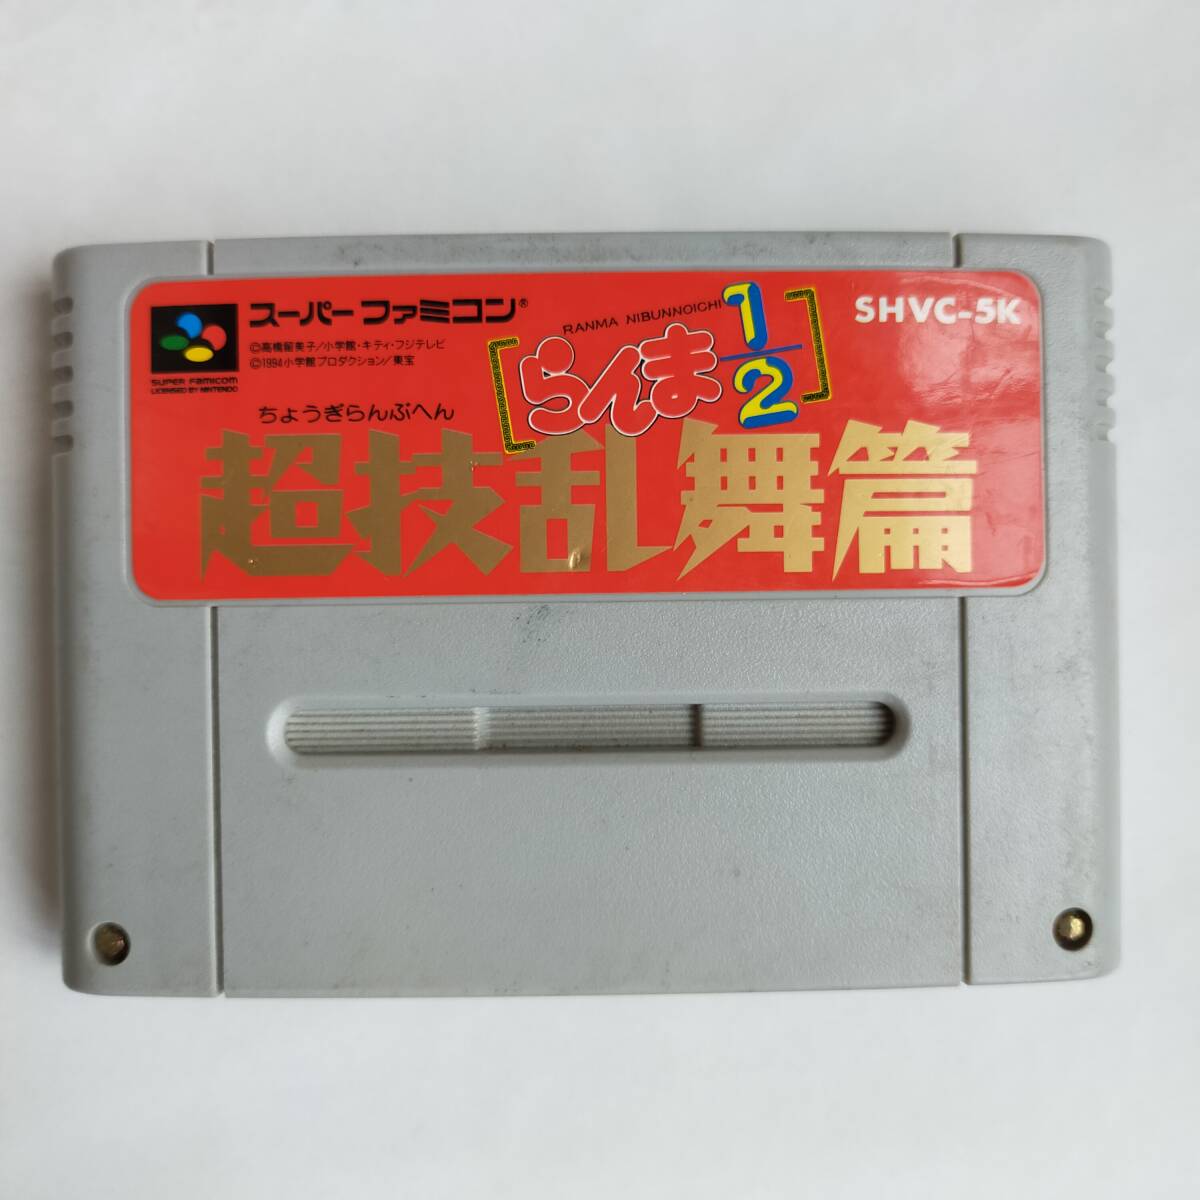 スーパーファミコン®
SUPER FAMICOM
LICENSED BY NINTENDO
©高橋留美子/小学館・キティ・フジテレビ
©1994小学館プロダクション/東宝
RANMA NIBUNNOICHI
[らんま1/2]
SHVC-5K
ちょうぎらんぶへん
超技乱舞篇